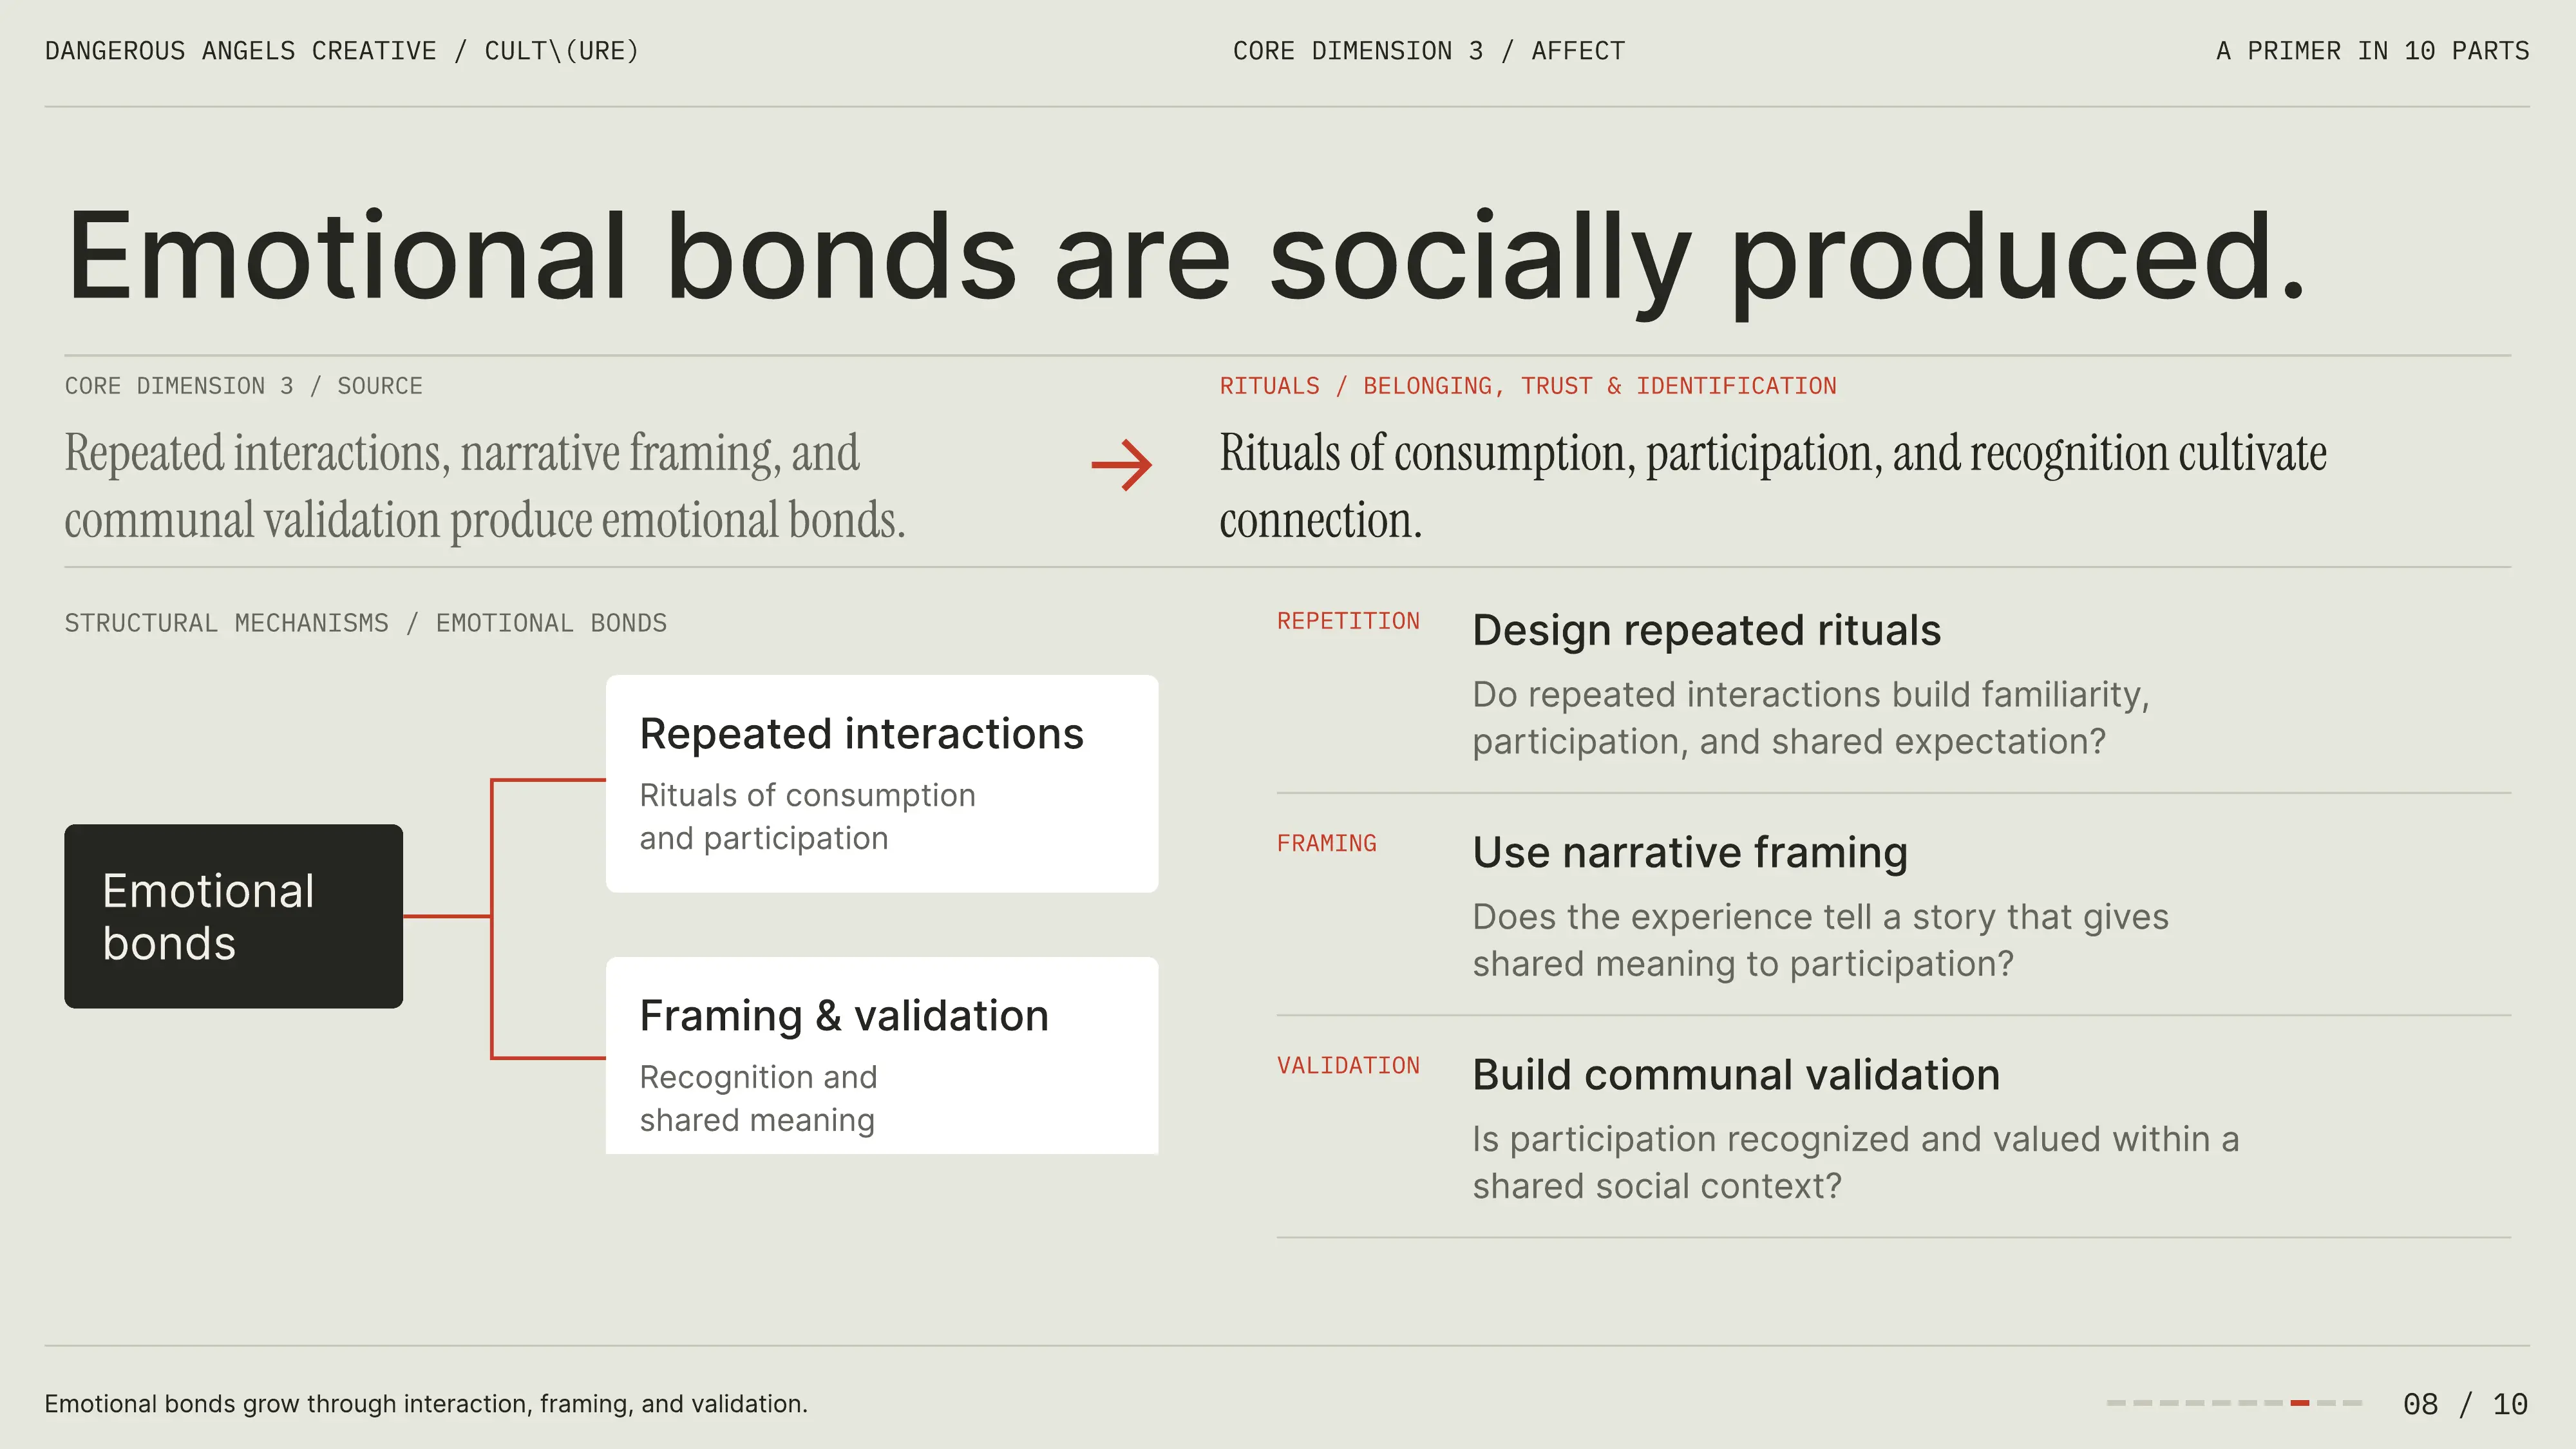 DANGEROUS ANGELS CREATIVE / CULT\(URE)
CORE DIMENSION 3 / AFFECT
A PRIMER IN 10 PARTS
Emotional bonds are socially produced.
CORE DIMENSION 3 / SOURCE
Repeated interactions, narrative framing, and
communal validation produce emotional bonds.
RITUALS / BELONGING, TRUST & IDENTIFICATION
Rituals of consumption, participation, and recognition cultivate
connection.
STRUCTURAL MECHANISMS / EMOTIONAL BONDS
Emotional
bonds
Repeated interactions
Rituals of consumption
and participation
Framing & validation
Recognition and
shared meaning
REPETITION
Design repeated rituals
Do repeated interactions build familiarity,
participation, and shared expectation?
FRAMING
Use narrative framing
Does the experience tell a story that gives
shared meaning to participation?
VALIDATION
Build communal validation
Is participation recognized and valued within a
shared social context?
Emotional bonds grow through interaction, framing, and validation.
08 / 10